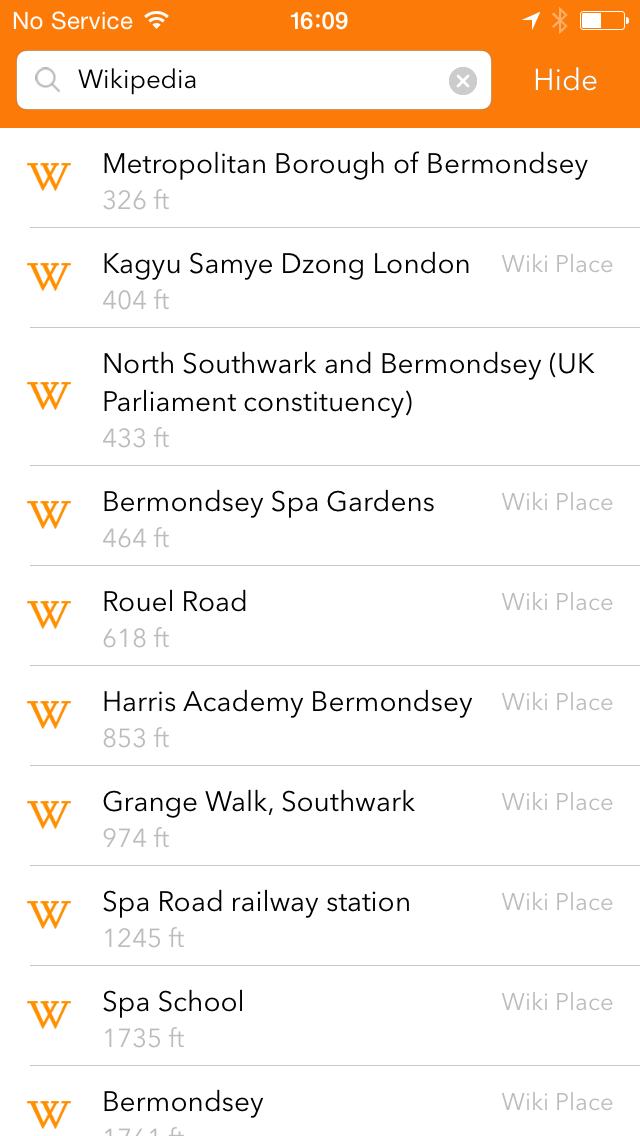 No Service 16:09
Wikipedia Hide
Metropolitan Borough of Bermondsey
326 ft
Kagyu Samye Dzong London Wiki Place
404 ft
North Southwark and Bermondsey (UK
Parliament constituency)
433 ft
Bermondsey Spa Gardens Wiki Place
464 ft
Rouel Road Wiki Place
618 ft
Harris Academy Bermondsey Wiki Place
853 ft
Grange Walk, Southwark Wiki Place
974 ft
Spa Road railway station Wiki Place
1245 ft
Spa School Wiki Place
1735 ft
Bermondsey Wiki Place
1761 ft